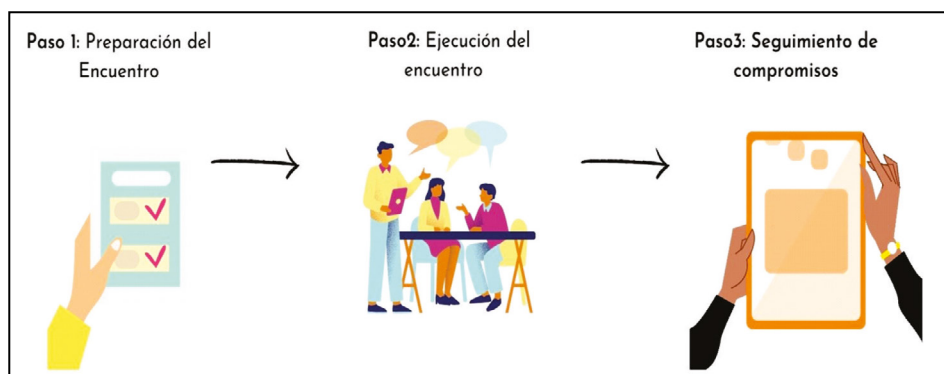 Paso 1: Preparación del
Encuentro
Paso2: Ejecución del
encuentro
Paso3: Seguimiento de
compromisos